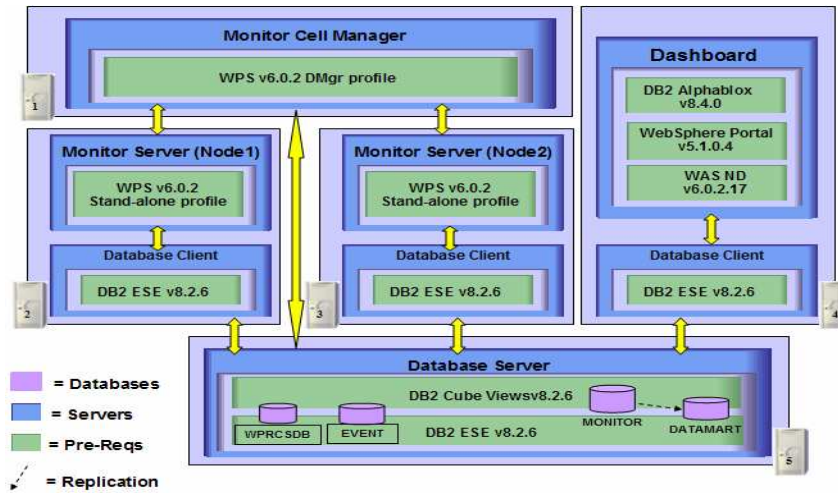 Monitor Cell Manager
WPS v6.0.2 DMgr profile
1
Monitor Server (Node1)
WPS v6.0.2
Stand-alone profile
Database Client
DB2 ESE v8.2.6
2
Monitor Server (Node2)
WPS v6.0.2
Stand-alone profile
Database Client
DB2 ESE v8.2.6
3
Dashboard
DB2 Alphablox
v8.4.0
WebSphere Portal
v5.1.0.4
WAS ND
v6.0.2.17
Database Client
DB2 ESE v8.2.6
4
Database Server
DB2 Cube Viewsv8.2.6
WPRCSDB
EVENT
DB2 ESE v8.2.6
MONITOR
DATAMART
5
= Databases
= Servers
= Pre-Reqs
= Replication